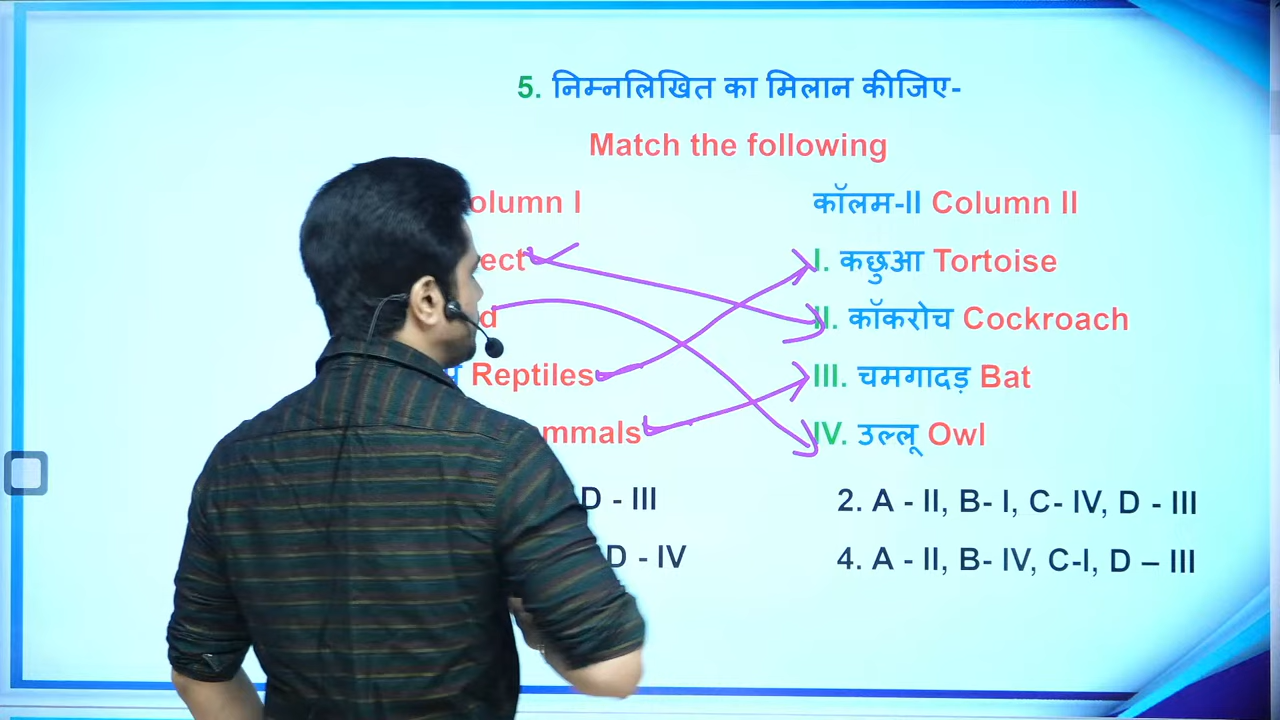 5. निम्नलिखित का मिलान कीजिए-
Match the following
olumn I कॉलम-II Column II
ect I. कछुआ Tortoise
d II. कॉकरोच Cockroach
Reptiles III. चमगादड़ Bat
mmals IV. उल्लू Owl
D - III 2. A - II, B- I, C- IV, D - III
D - IV 4. A - II, B- IV, C-I, D – III